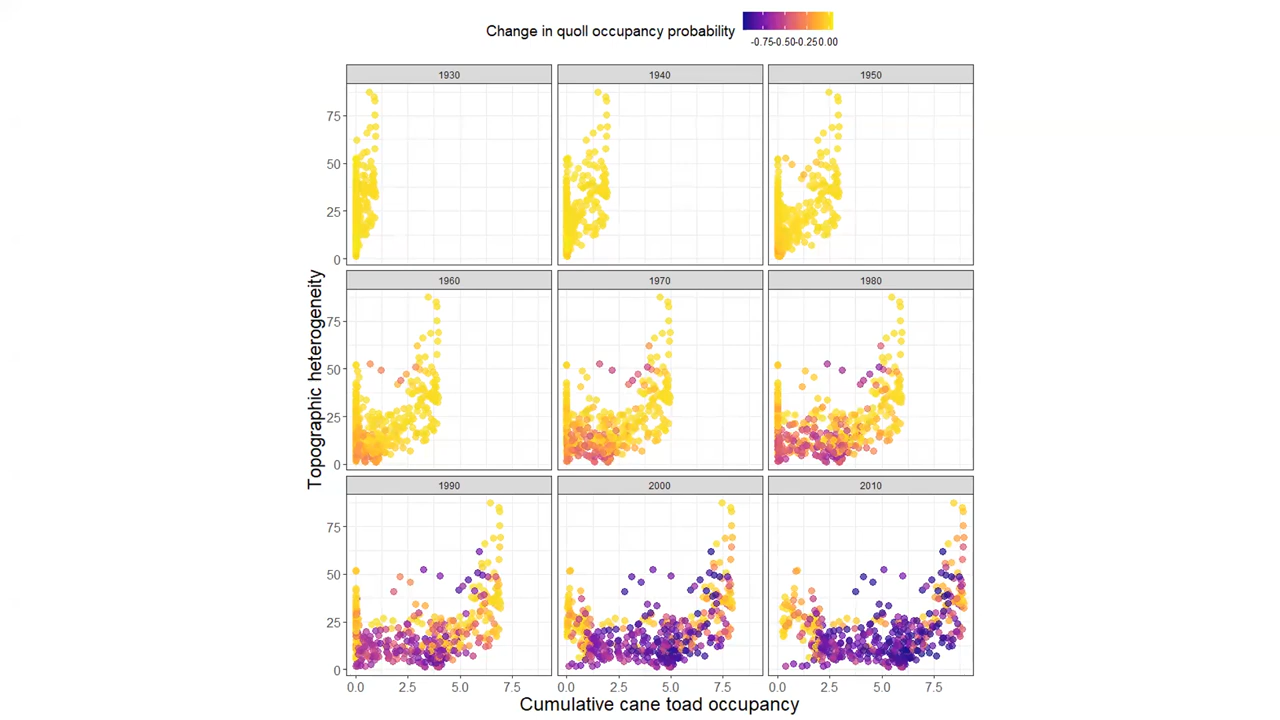 Change in quoll occupancy probability
-0.75 -0.50 -0.25 0.00
1930 1940 1950
75
50
25
0
1960 1970 1980
75
50
25
0
1990 2000 2010
75
50
25
0
0.0 2.5 5.0 7.5 0.0 2.5 5.0 7.5 0.0 2.5 5.0 7.5
Topographic heterogeneity
Cumulative cane toad occupancy